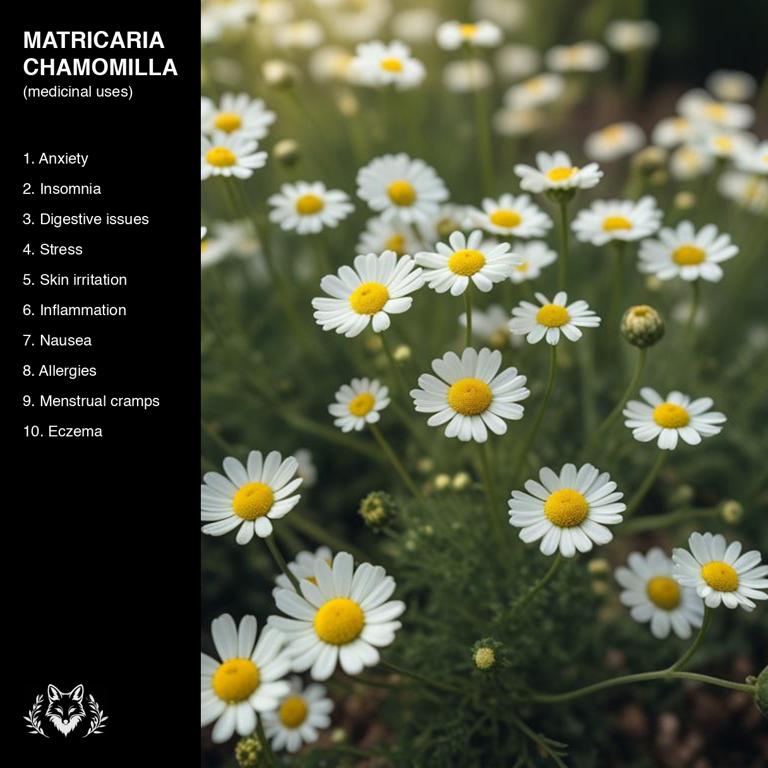 MATRICARIA
CHAMOMILLA
(medicinal uses)
1. Anxiety
2. Insomnia
3. Digestive issues
4. Stress
5. Skin irritation
6. Inflammation
7. Nausea
8. Allergies
9. Menstrual cramps
10. Eczema